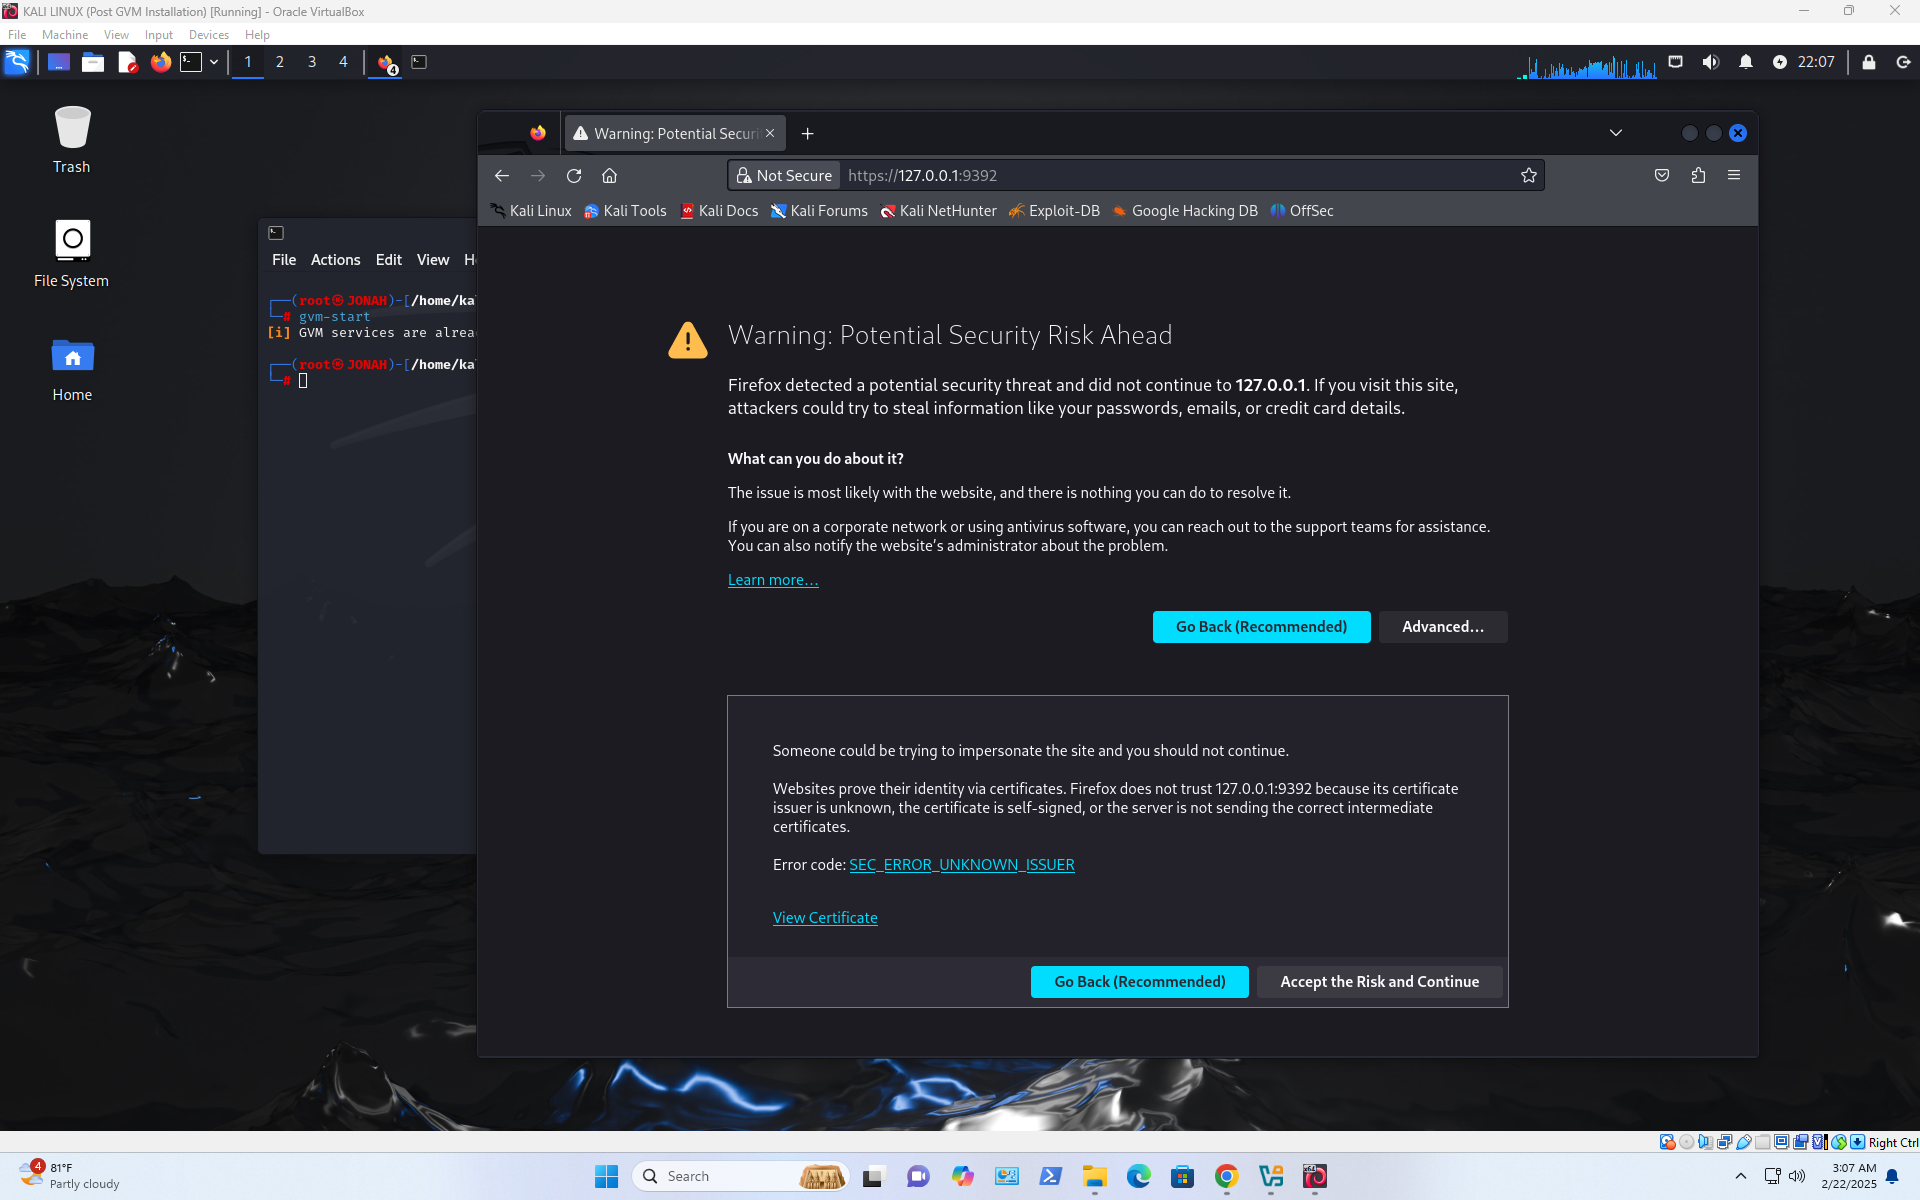 KALI LINUX (Post GVM Installation) [Running] - Oracle VirtualBox
File Machine View Input Devices Help
1 2 3 4
4
22:07
Trash
File System
Home
File Actions Edit View H
(root㉿JONAH)-[/home/ka
# gvm-start
[i] GVM services are alrea
(root㉿JONAH)-[/home/ka
#
Warning: Potential Securi
Not Secure https://127.0.0.1:9392
Kali Linux Kali Tools Kali Docs Kali Forums Kali NetHunter Exploit-DB Google Hacking DB OffSec
Warning: Potential Security Risk Ahead
Firefox detected a potential security threat and did not continue to 127.0.0.1. If you visit this site,
attackers could try to steal information like your passwords, emails, or credit card details.
What can you do about it?
The issue is most likely with the website, and there is nothing you can do to resolve it.
If you are on a corporate network or using antivirus software, you can reach out to the support teams for assistance.
You can also notify the website’s administrator about the problem.
Learn more…
Go Back (Recommended) Advanced…
Someone could be trying to impersonate the site and you should not continue.
Websites prove their identity via certificates. Firefox does not trust 127.0.0.1:9392 because its certificate
issuer is unknown, the certificate is self-signed, or the server is not sending the correct intermediate
certificates.
Error code: SEC_ERROR_UNKNOWN_ISSUER
View Certificate
Go Back (Recommended) Accept the Risk and Continue
Right Ctrl
4
81°F
Partly cloudy
Search
3:07 AM
2/22/2025